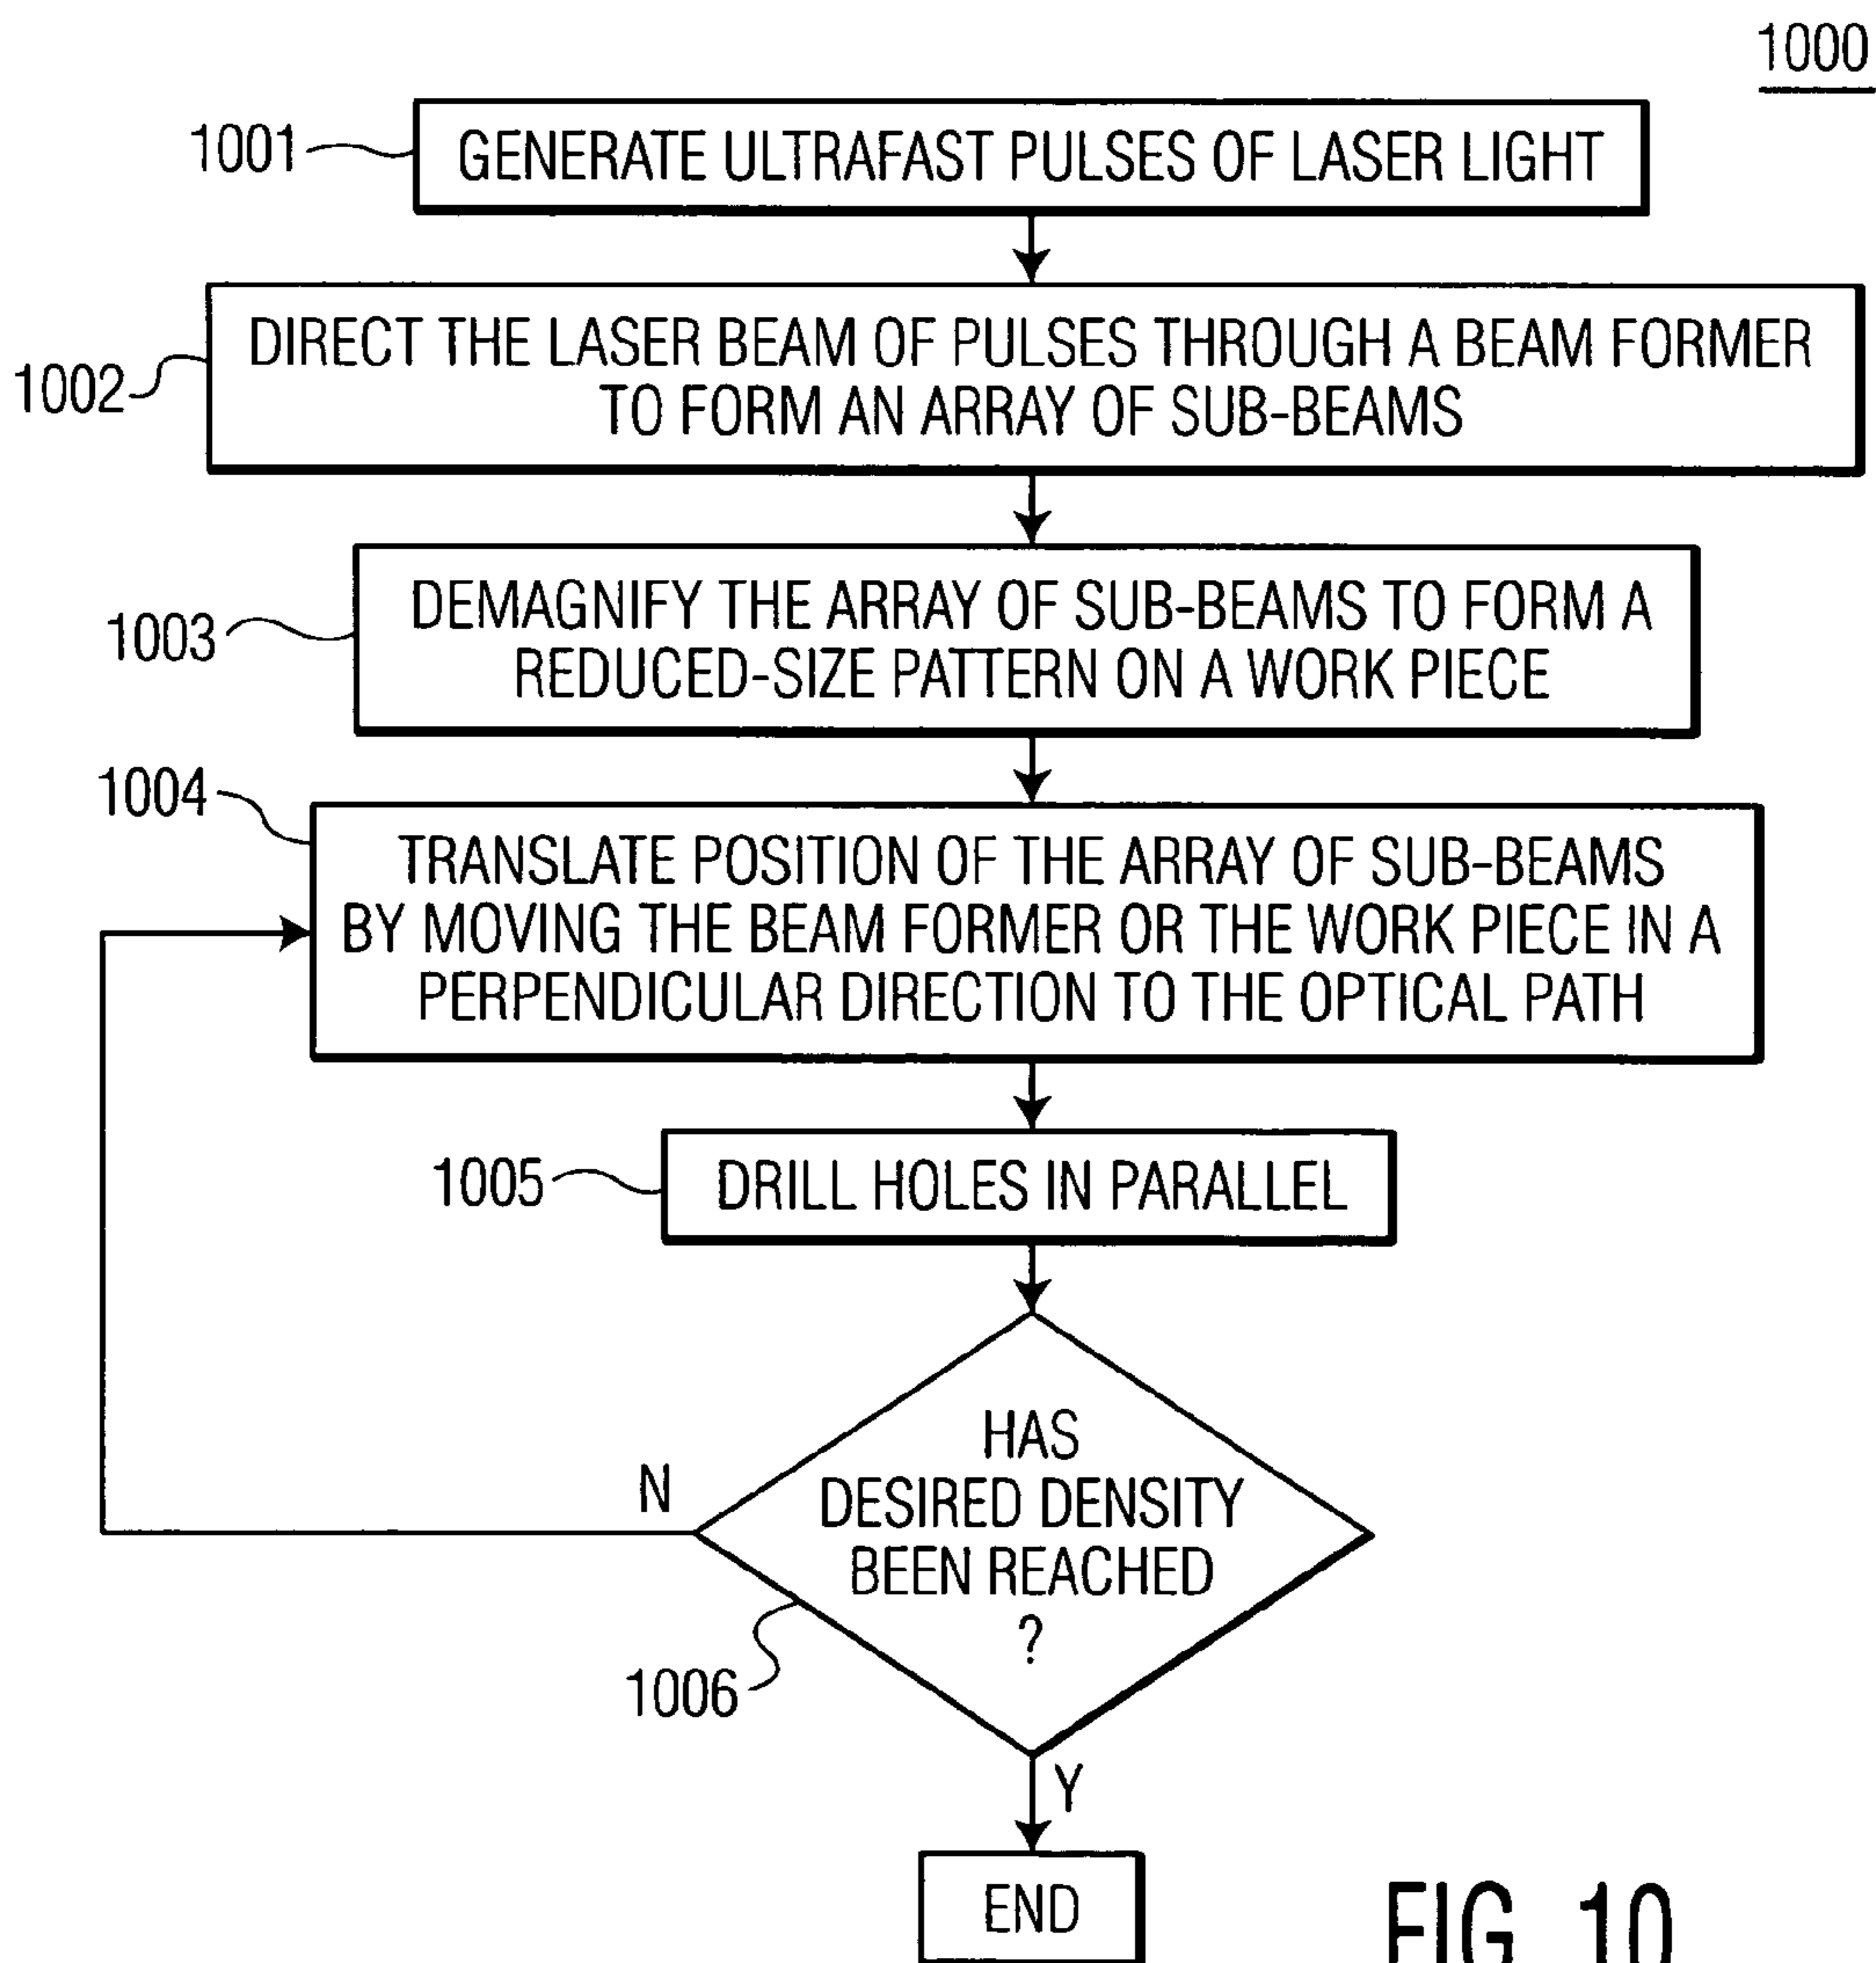 1000
1001
GENERATE ULTRAFAST PULSES OF LASER LIGHT
1002
DIRECT THE LASER BEAM OF PULSES THROUGH A BEAM FORMER
TO FORM AN ARRAY OF SUB-BEAMS
1003
DEMAGNIFY THE ARRAY OF SUB-BEAMS TO FORM A
REDUCED-SIZE PATTERN ON A WORK PIECE
1004
TRANSLATE POSITION OF THE ARRAY OF SUB-BEAMS
BY MOVING THE BEAM FORMER OR THE WORK PIECE IN A
PERPENDICULAR DIRECTION TO THE OPTICAL PATH
1005
DRILL HOLES IN PARALLEL
HAS
DESIRED DENSITY
BEEN REACHED
?
N
1006
Y
END
FIG. 10